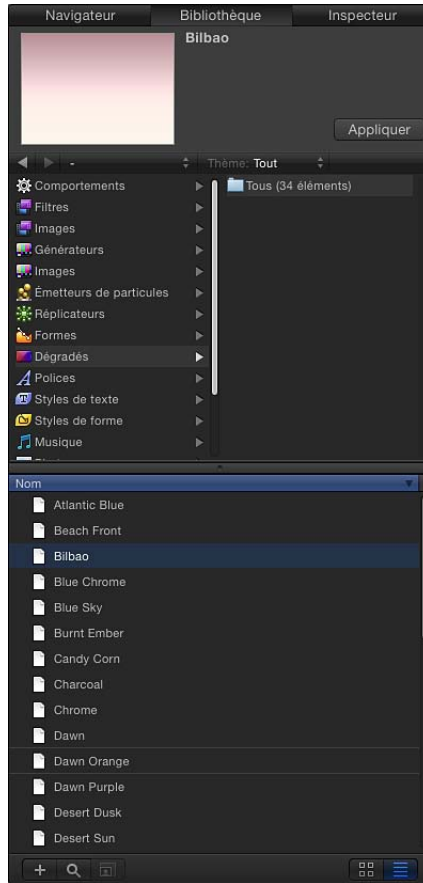 Navigateur Bibliothèque Inspecteur
Bilbao
Appliquer
- Thème: Tout
Comportements
Filtres
Images
Générateurs
Images
Émetteurs de particules
Réplicateurs
Formes
Dégradés
Polices
Styles de texte
Styles de forme
Musique
Tous (34 éléments)
Nom
Atlantic Blue
Beach Front
Bilbao
Blue Chrome
Blue Sky
Burnt Ember
Candy Corn
Charcoal
Chrome
Dawn
Dawn Orange
Dawn Purple
Desert Dusk
Desert Sun